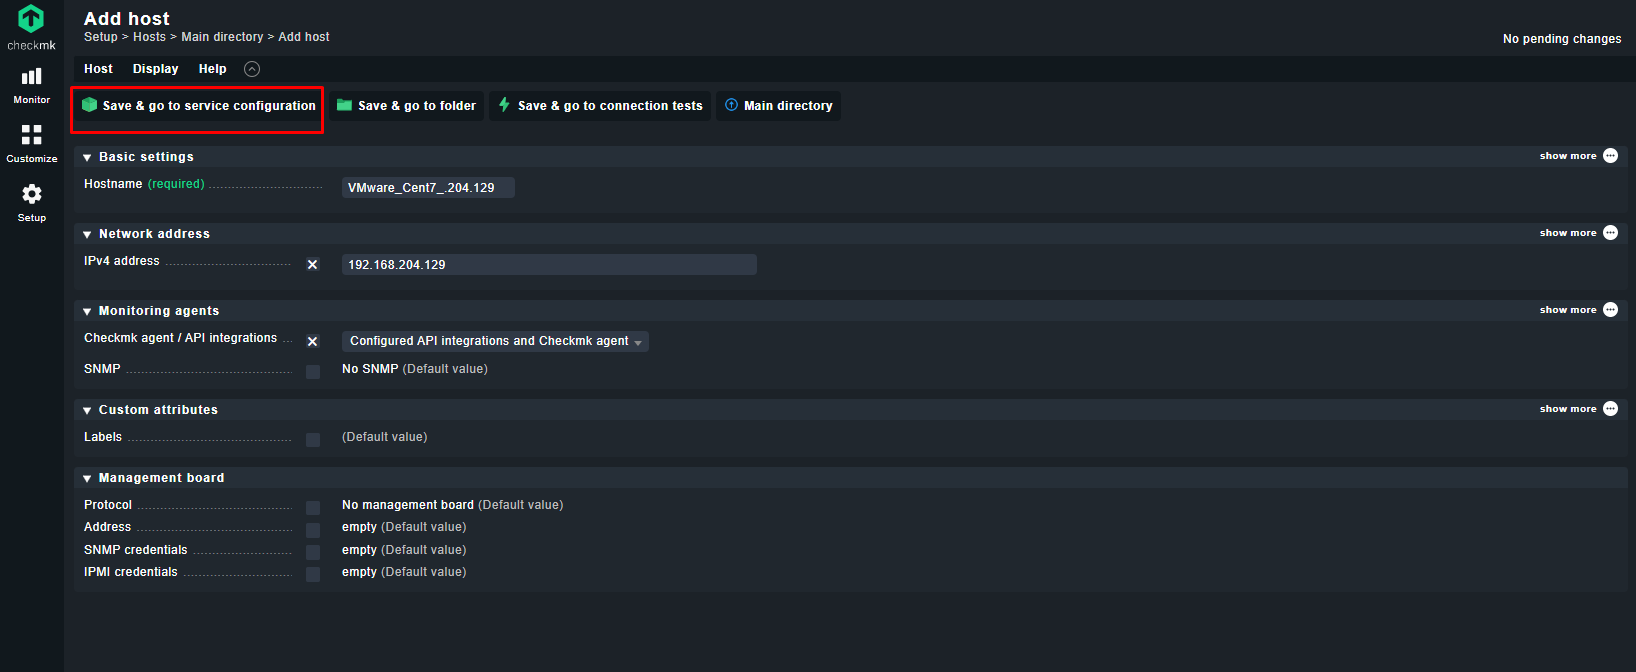 checkmk
Monitor
Customize
Setup
Add host
Setup > Hosts > Main directory > Add host
No pending changes
Host Display Help
Save & go to service configuration Save & go to folder Save & go to connection tests Main directory
Basic settings show more
Hostname (required) VMware_Cent7_.204.129
Network address show more
IPv4 address 192.168.204.129
Monitoring agents show more
Checkmk agent / API integrations Configured API integrations and Checkmk agent
SNMP No SNMP (Default value)
Custom attributes show more
Labels (Default value)
Management board
Protocol No management board (Default value)
Address empty (Default value)
SNMP credentials empty (Default value)
IPMI credentials empty (Default value)